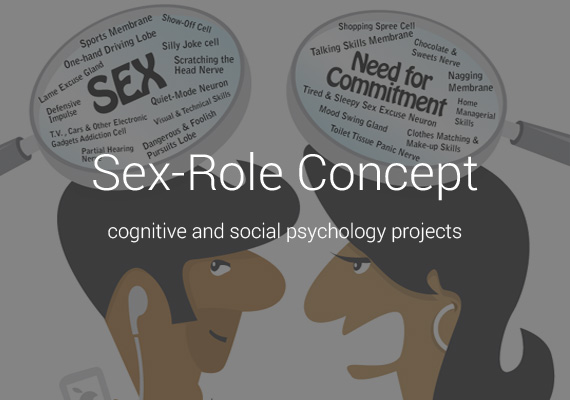 Sports Membrane
Show-Off Cell
One-hand Driving Lobe
Silly Joke cell
Lame Excuse Gland
SEX
Scratching the
Head Nerve
Defensive
Impulse
Quiet-Mode Neuron
T.V., Cars & Other Electronic
Gadgets Addiction Cell
Visual & Technical Skills
Partial Hearing
Dangerous & Foolish
Pursuits Lobe
Shopping Spree Cell
Talking Skills Membrane
Chocolate &
Sweets Nerve
Need for
Commitment
Nagging
Membrane
Tired & Sleepy Sex Excuse Neuron
Home
Managerial
Skills
Mood Swing Gland
Clothes Matching &
Make-up Skills
Toilet Tissue Panic Nerve
Sex-Role Concept
cognitive and social psychology projects